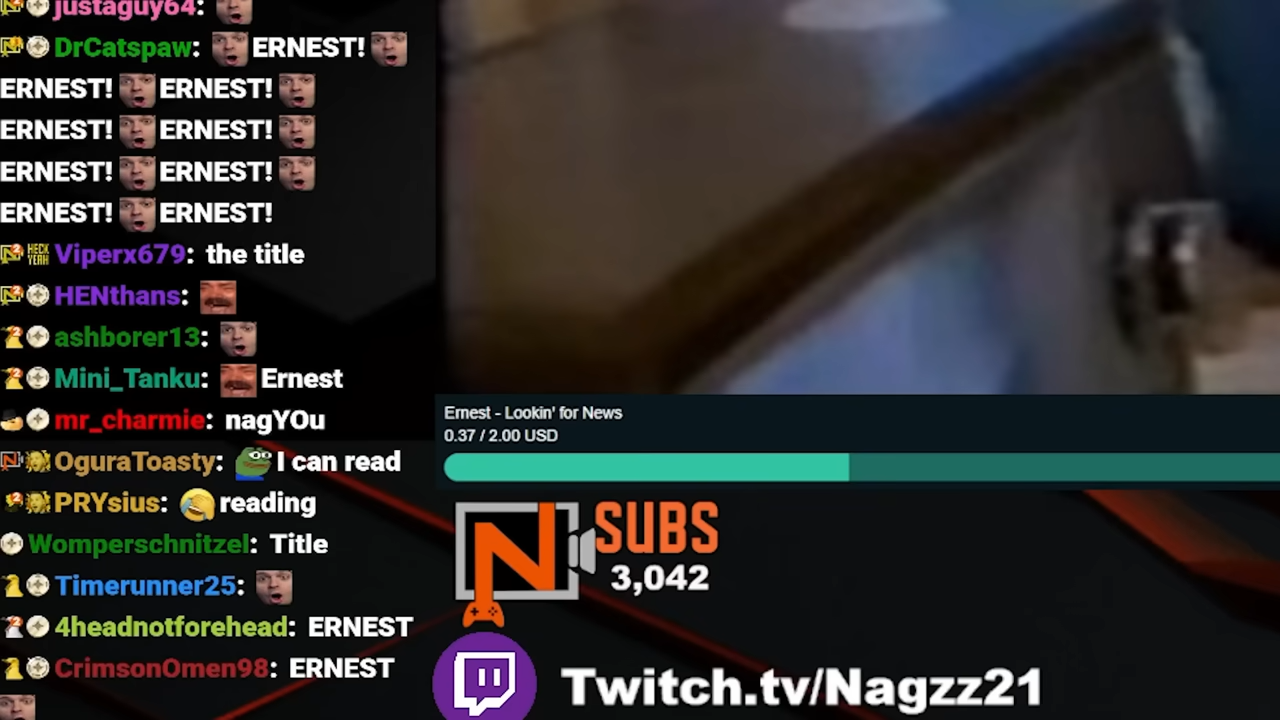 justaguy64:
DrCatspaw: ERNEST!
ERNEST! ERNEST!
ERNEST! ERNEST!
ERNEST! ERNEST!
ERNEST! ERNEST!
Viperx679: the title
HENthans:
ashborer13:
Mini_Tanku: Ernest
mr_charmie: nagYOu
OguraToasty: I can read
PRYsius: reading
Womperschnitzel: Title
Timerunner25:
4headnotforehead: ERNEST
CrimsonOmen98: ERNEST
Ernest - Lookin' for News
0.37 / 2.00 USD
N SUBS
3,042
Twitch.tv/Nagzz21